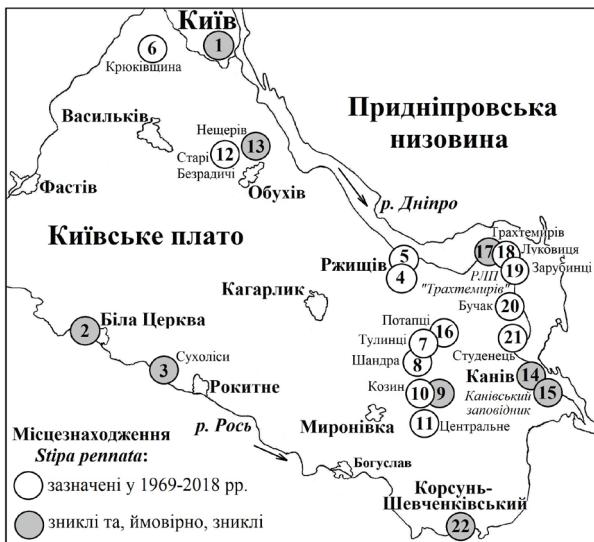 Київ
1
6
Крюківщина
Васильків
Придніпровська
низовина
Нещерів
13
12
Старі
Безрадичі
Обухів
Фастів
р. Дніпро
Київське плато
Трахтемирів
17
18
Луковиця
5
Ржищів
4
19
Зарубинці
РЛП
"Трахтемирів"
Кагарлик
Бучак
20
Потапці
16
2
Біла Церква
Тулинці
7
21
Студенець
3
Сухоліси
Шандра
8
Рокитне
Канів
14
Козин
10
9
15
Канівський
заповідник
р. Рось
Миронівка
11
Центральне
Місцезнаходження
Stipa pennata:
Богуслав
зазначені у 1969-2018 рр.
Корсунь-
Шевченківський
зниклі та, ймовірно, зниклі
22